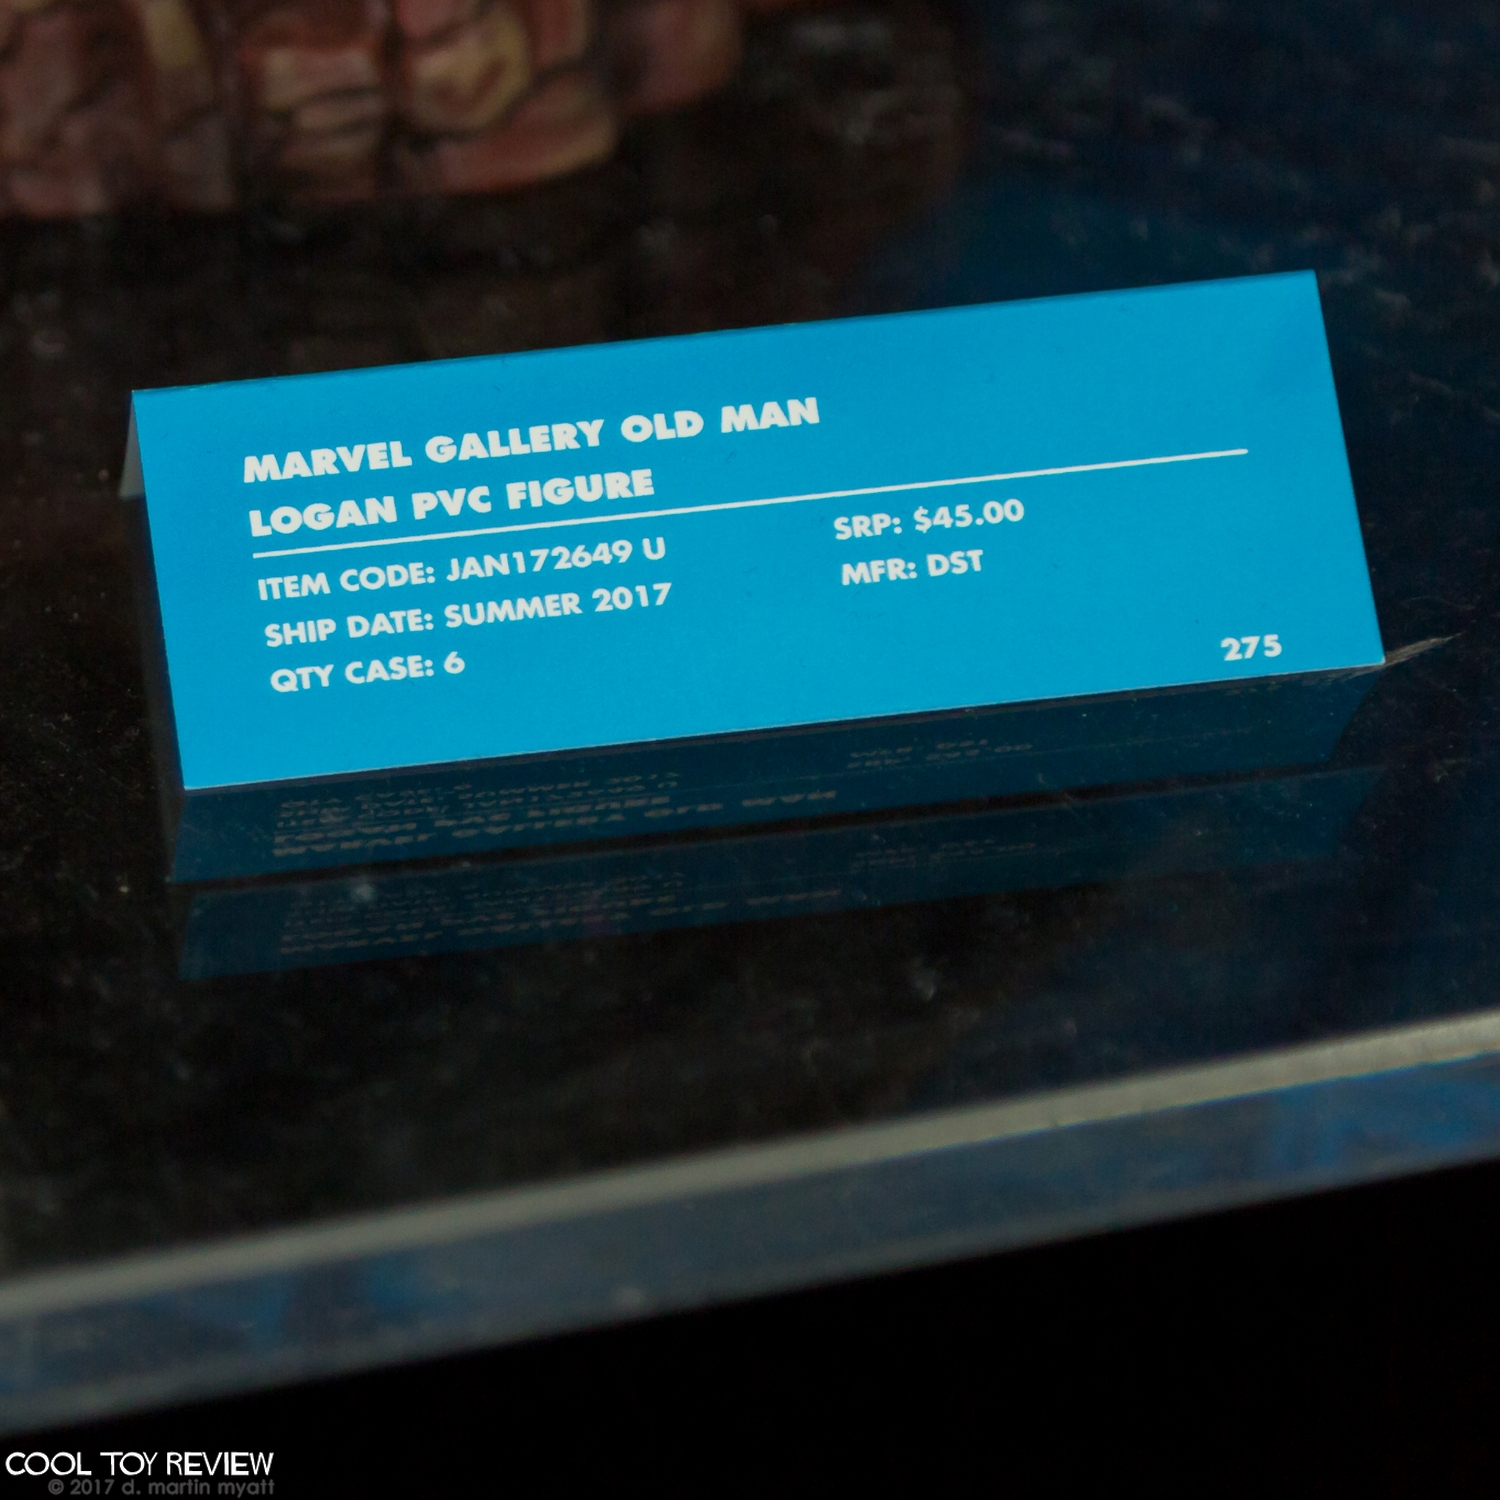 MARVEL GALLERY OLD MAN
LOGAN PVC FIGURE
ITEM CODE: JAN172649 U
SHIP DATE: SUMMER 2017
QTY CASE: 6
SRP: $45.00
MFR: DST
275
COOL TOY REVIEW
© 2017 d. martin myatt